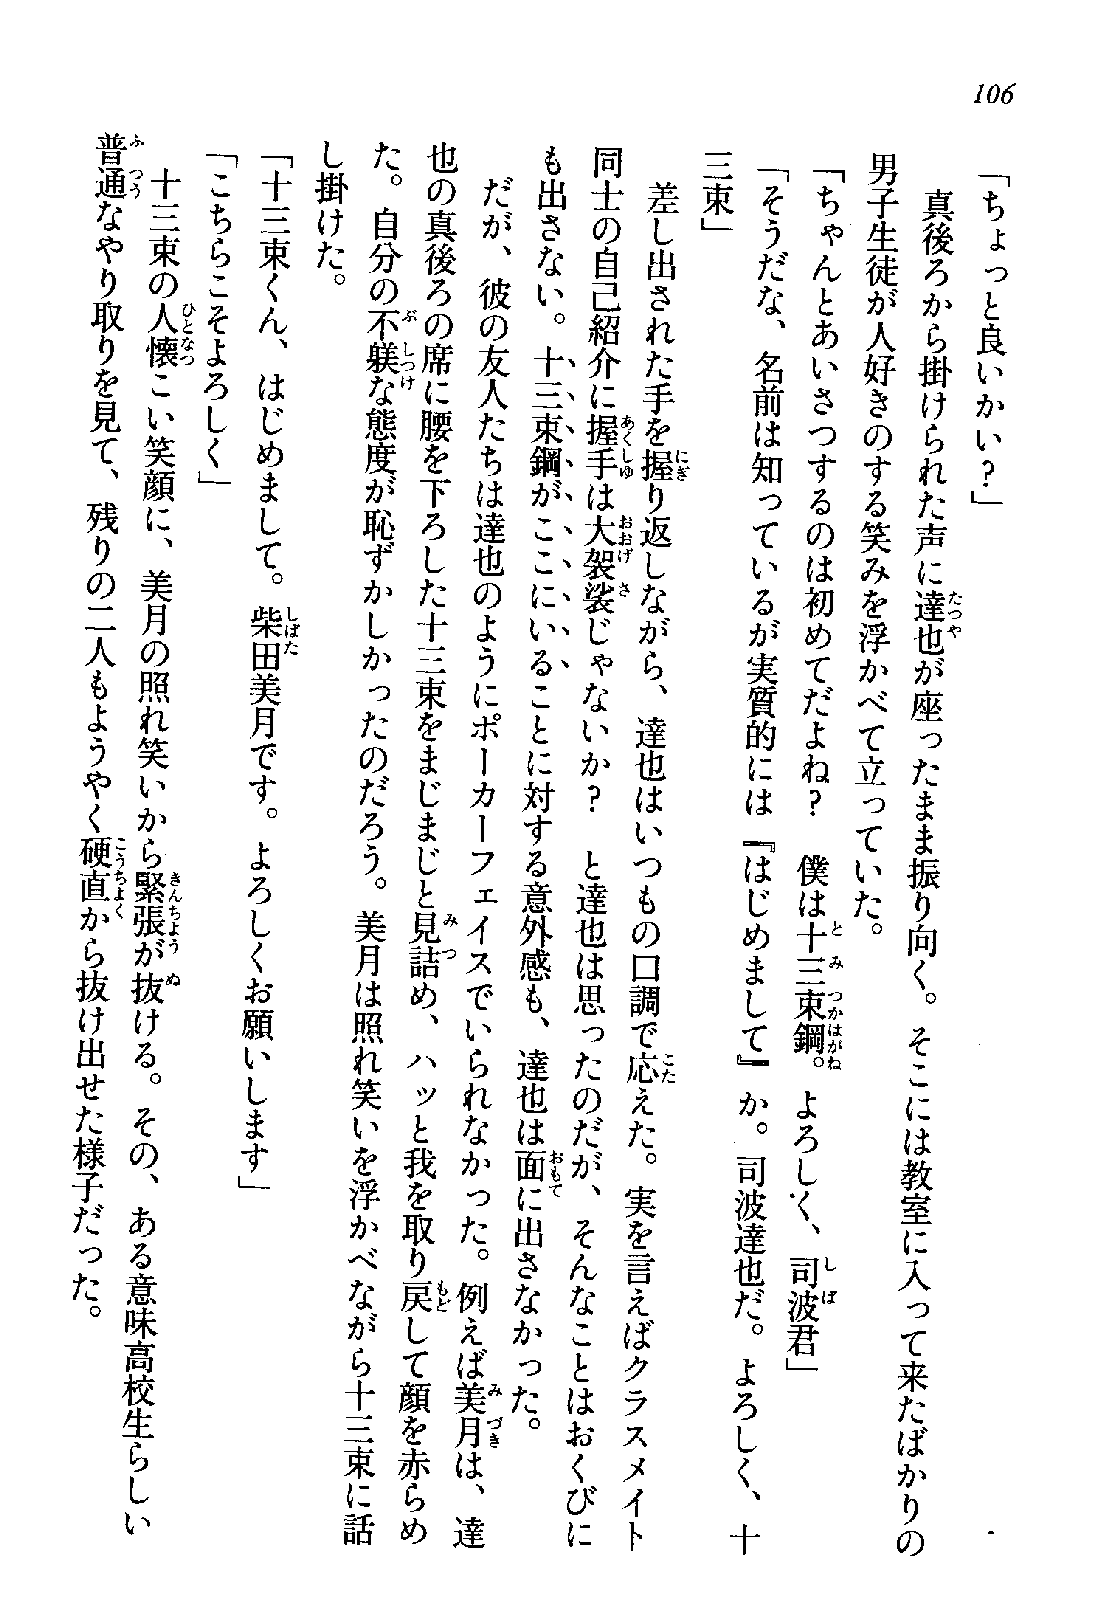 106
「ちょっと良いかい？」
真後ろから掛けられた声に達也が座ったまま振り向く。そこには教室に入って来たばかりの
男子生徒が人好きのする笑みを浮かべて立っていた。
「ちゃんとあいさつするのは初めてだよね？　僕は十三束鋼。よろしく、司波君」
「そうだな、名前は知っているが実質的には『はじめまして』か。司波達也だ。よろしく、十
三束」
差し出された手を握り返しながら、達也はいつもの口調で応えた。実を言えばクラスメイト
同士の自己紹介に握手は大袈裟じゃないか？　と達也は思ったのだが、そんなことはおくびに
も出さない。十三束鋼がここにいることに対する意外感も、達也は面に出さなかった。
だが、彼の友人たちは達也のようにポーカーフェイスでいられなかった。例えば美月は、達
也の真後ろの席に腰を下ろした十三束をまじまじと見詰め、ハッと我を取り戻して顔を赤らめ
た。自分の不躾な態度が恥ずかしかったのだろう。美月は照れ笑いを浮かべながら十三束に話
し掛けた。
「十三束くん、はじめまして。柴田美月です。よろしくお願いします」
「こちらこそよろしく」
十三束の人懐こい笑顔に、美月の照れ笑いから緊張が抜ける。その、ある意味高校生らしい
普通なやり取りを見て、残りの二人もようやく硬直から抜け出せた様子だった。